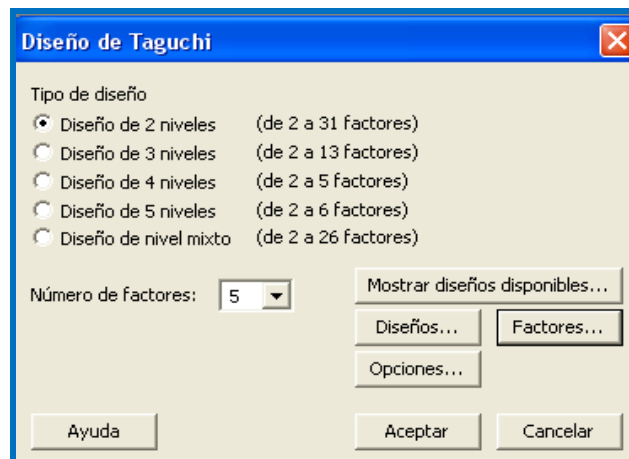 Diseño de Taguchi
Tipo de diseño
Diseño de 2 niveles (de 2 a 31 factores)
Diseño de 3 niveles (de 2 a 13 factores)
Diseño de 4 niveles (de 2 a 5 factores)
Diseño de 5 niveles (de 2 a 6 factores)
Diseño de nivel mixto (de 2 a 26 factores)
Número de factores: 5
Mostrar diseños disponibles...
Diseños... Factores...
Opciones...
Ayuda Aceptar Cancelar